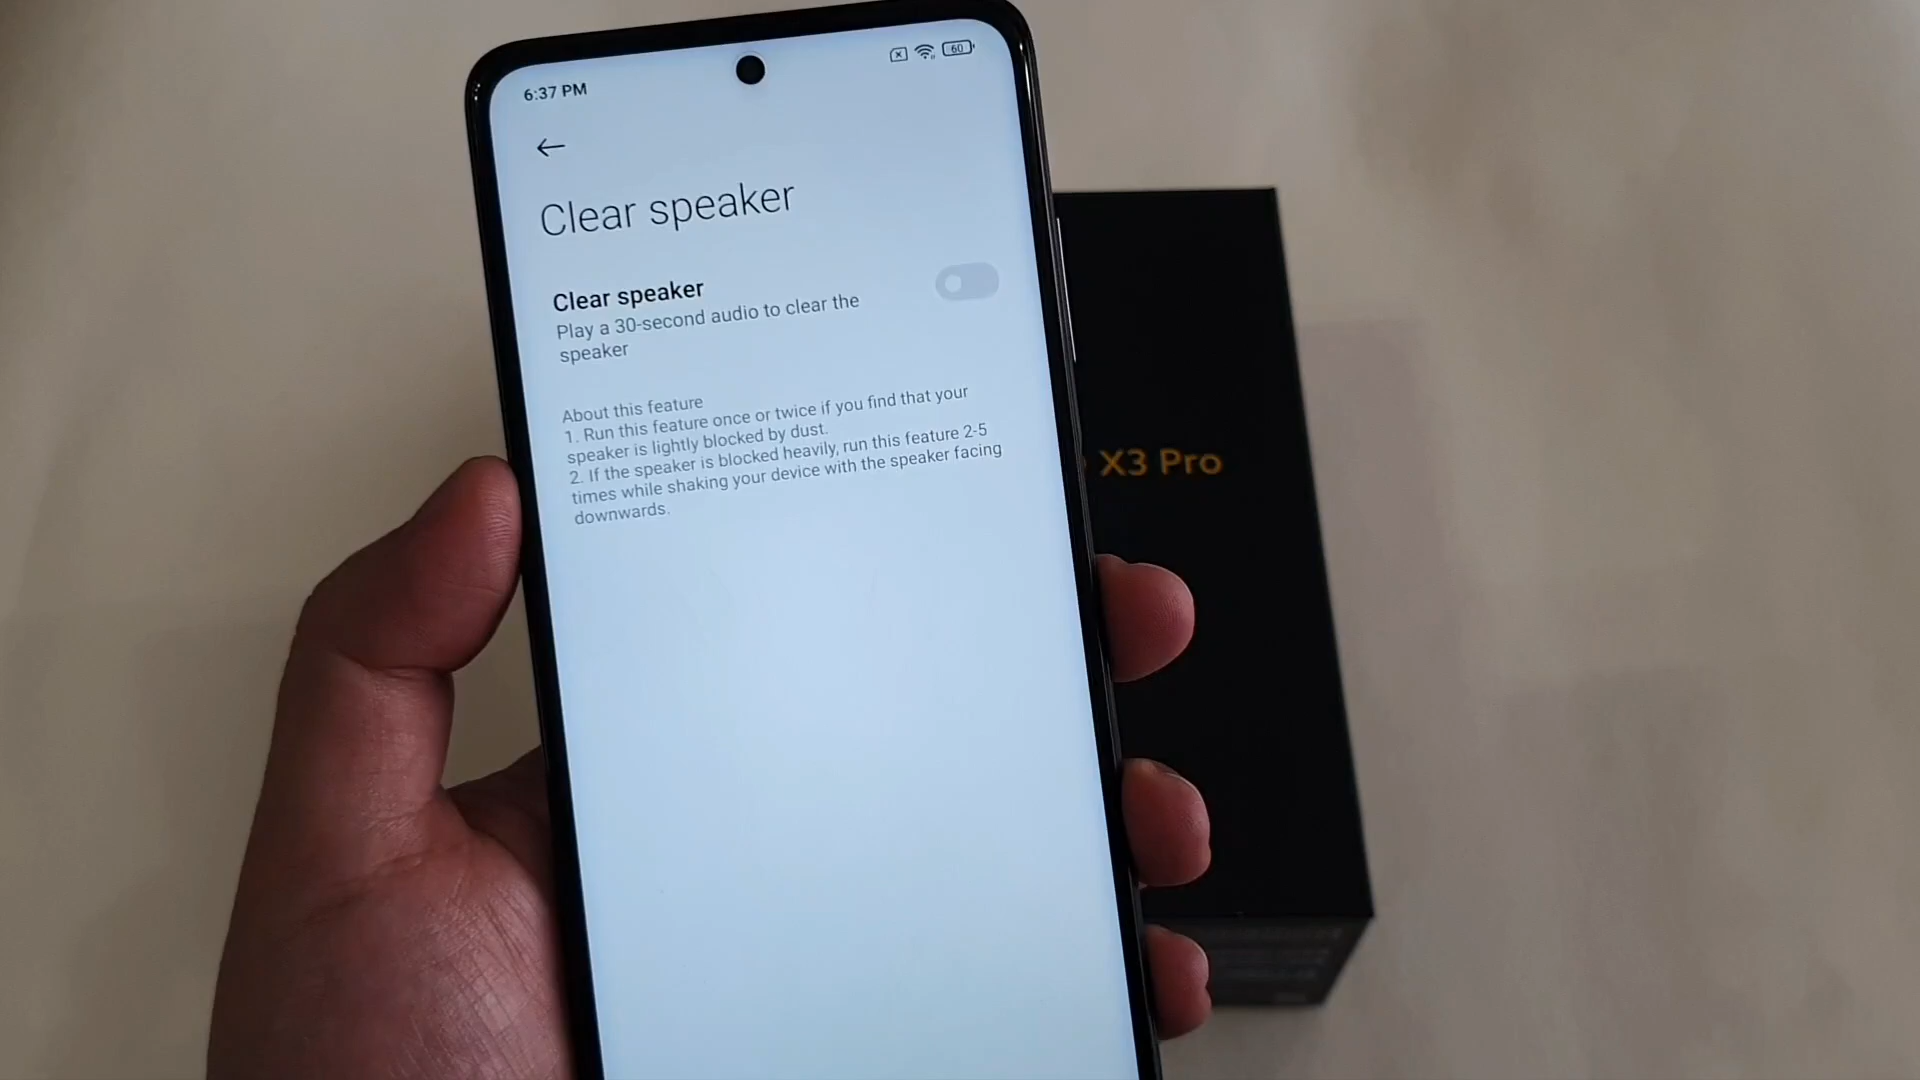 6:37 PM
60
Clear speaker
Clear speaker
Play a 30-second audio to clear the
speaker
About this feature
1. Run this feature once or twice if you find that your
speaker is lightly blocked by dust.
2. If the speaker is blocked heavily, run this feature 2-5
times while shaking your device with the speaker facing
downwards.
X3 Pro